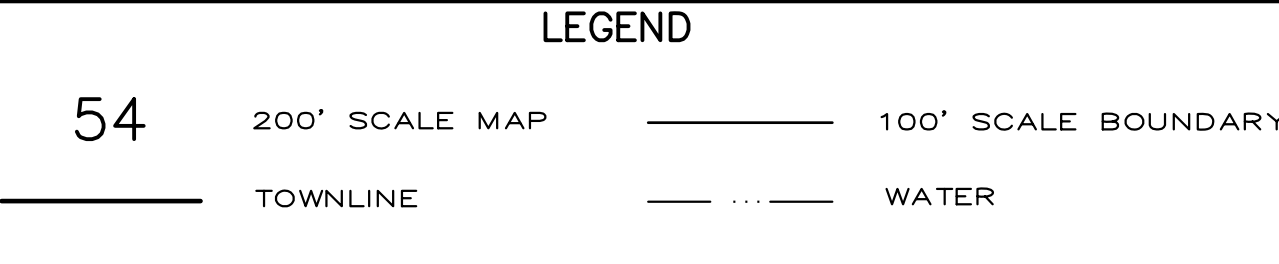 LEGEND
54 200' SCALE MAP 100' SCALE BOUNDARY
TOWNLINE WATER